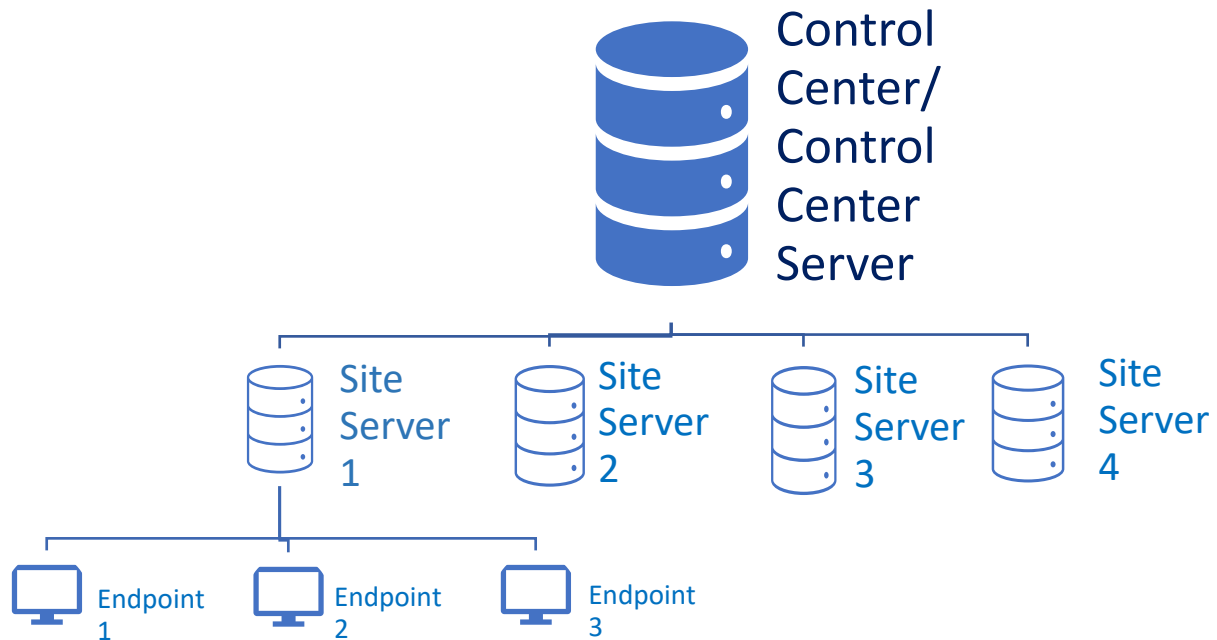 Control
Center/
Control
Center
Server
Site
Server
1
Site
Server
2
Site
Server
3
Site
Server
4
Endpoint
1
Endpoint
2
Endpoint
3